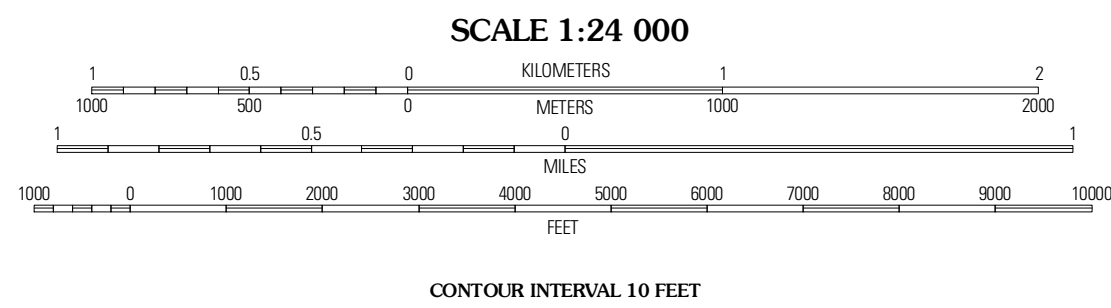 SCALE 1:24 000
1 0.5 0 KILOMETERS 1 2
1000 500 0 METERS 1000 2000
1 0.5 0 1
MILES
1000 0 1000 2000 3000 4000 5000 6000 7000 8000 9000 10000
FEET
CONTOUR INTERVAL 10 FEET